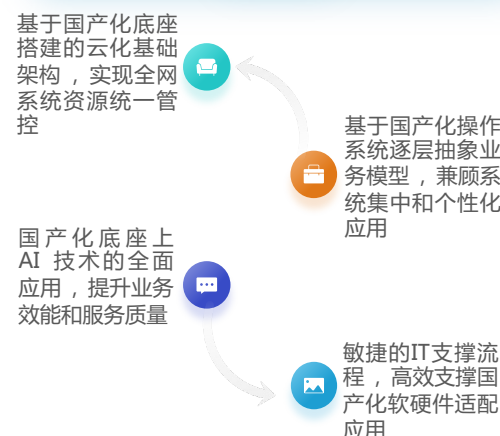 基于国产化底座
搭建的云化基础
架构，实现全网
系统资源统一管
控
基于国产化操作
系统逐层抽象业
务模型，兼顾系
统集中和个性化
应用
国产化底座上
AI 技术的全面
应用，提升业务
效能和服务质量
敏捷的IT支撑流
程，高效支撑国
产化软硬件适配
应用